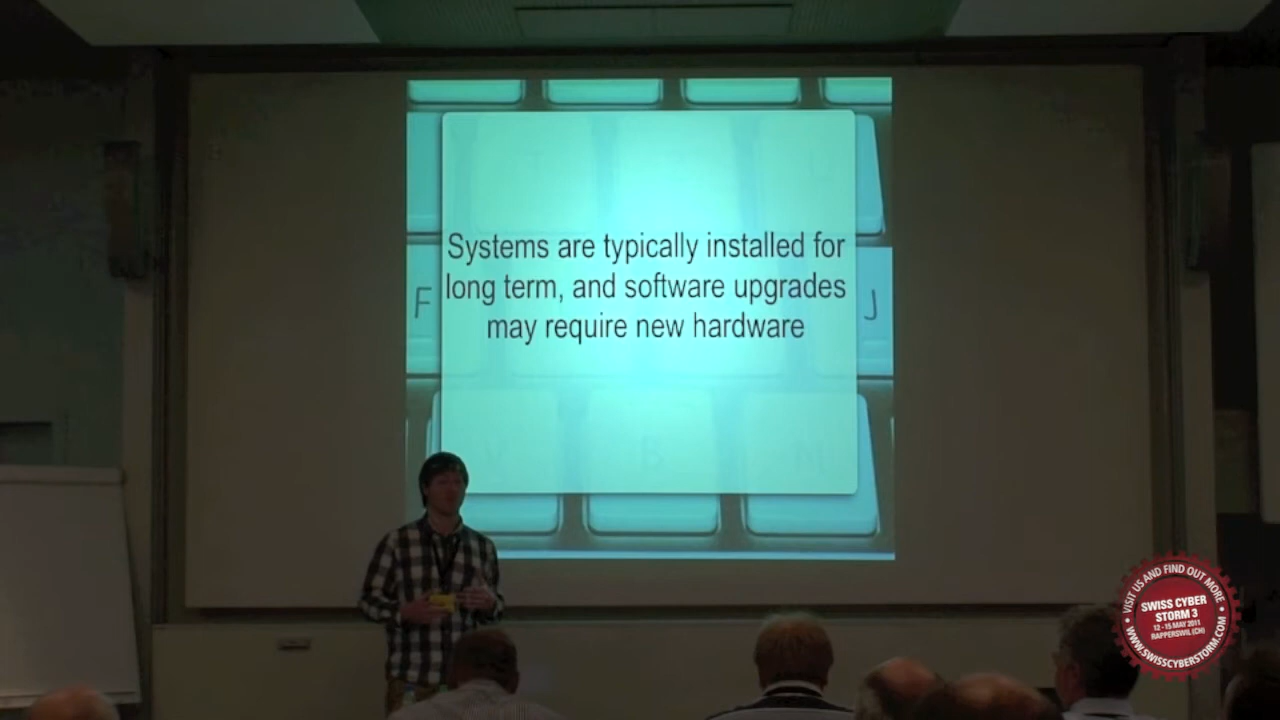 Systems are typically installed for
long term, and software upgrades
may require new hardware
F
J
V
B
N
VISIT US AND FIND OUT MORE
SWISS CYBER
STORM 3
12 - 15 MAY 2011
RAPPERSWIL (CH)
WWW.SWISSCYBERSTORM.COM